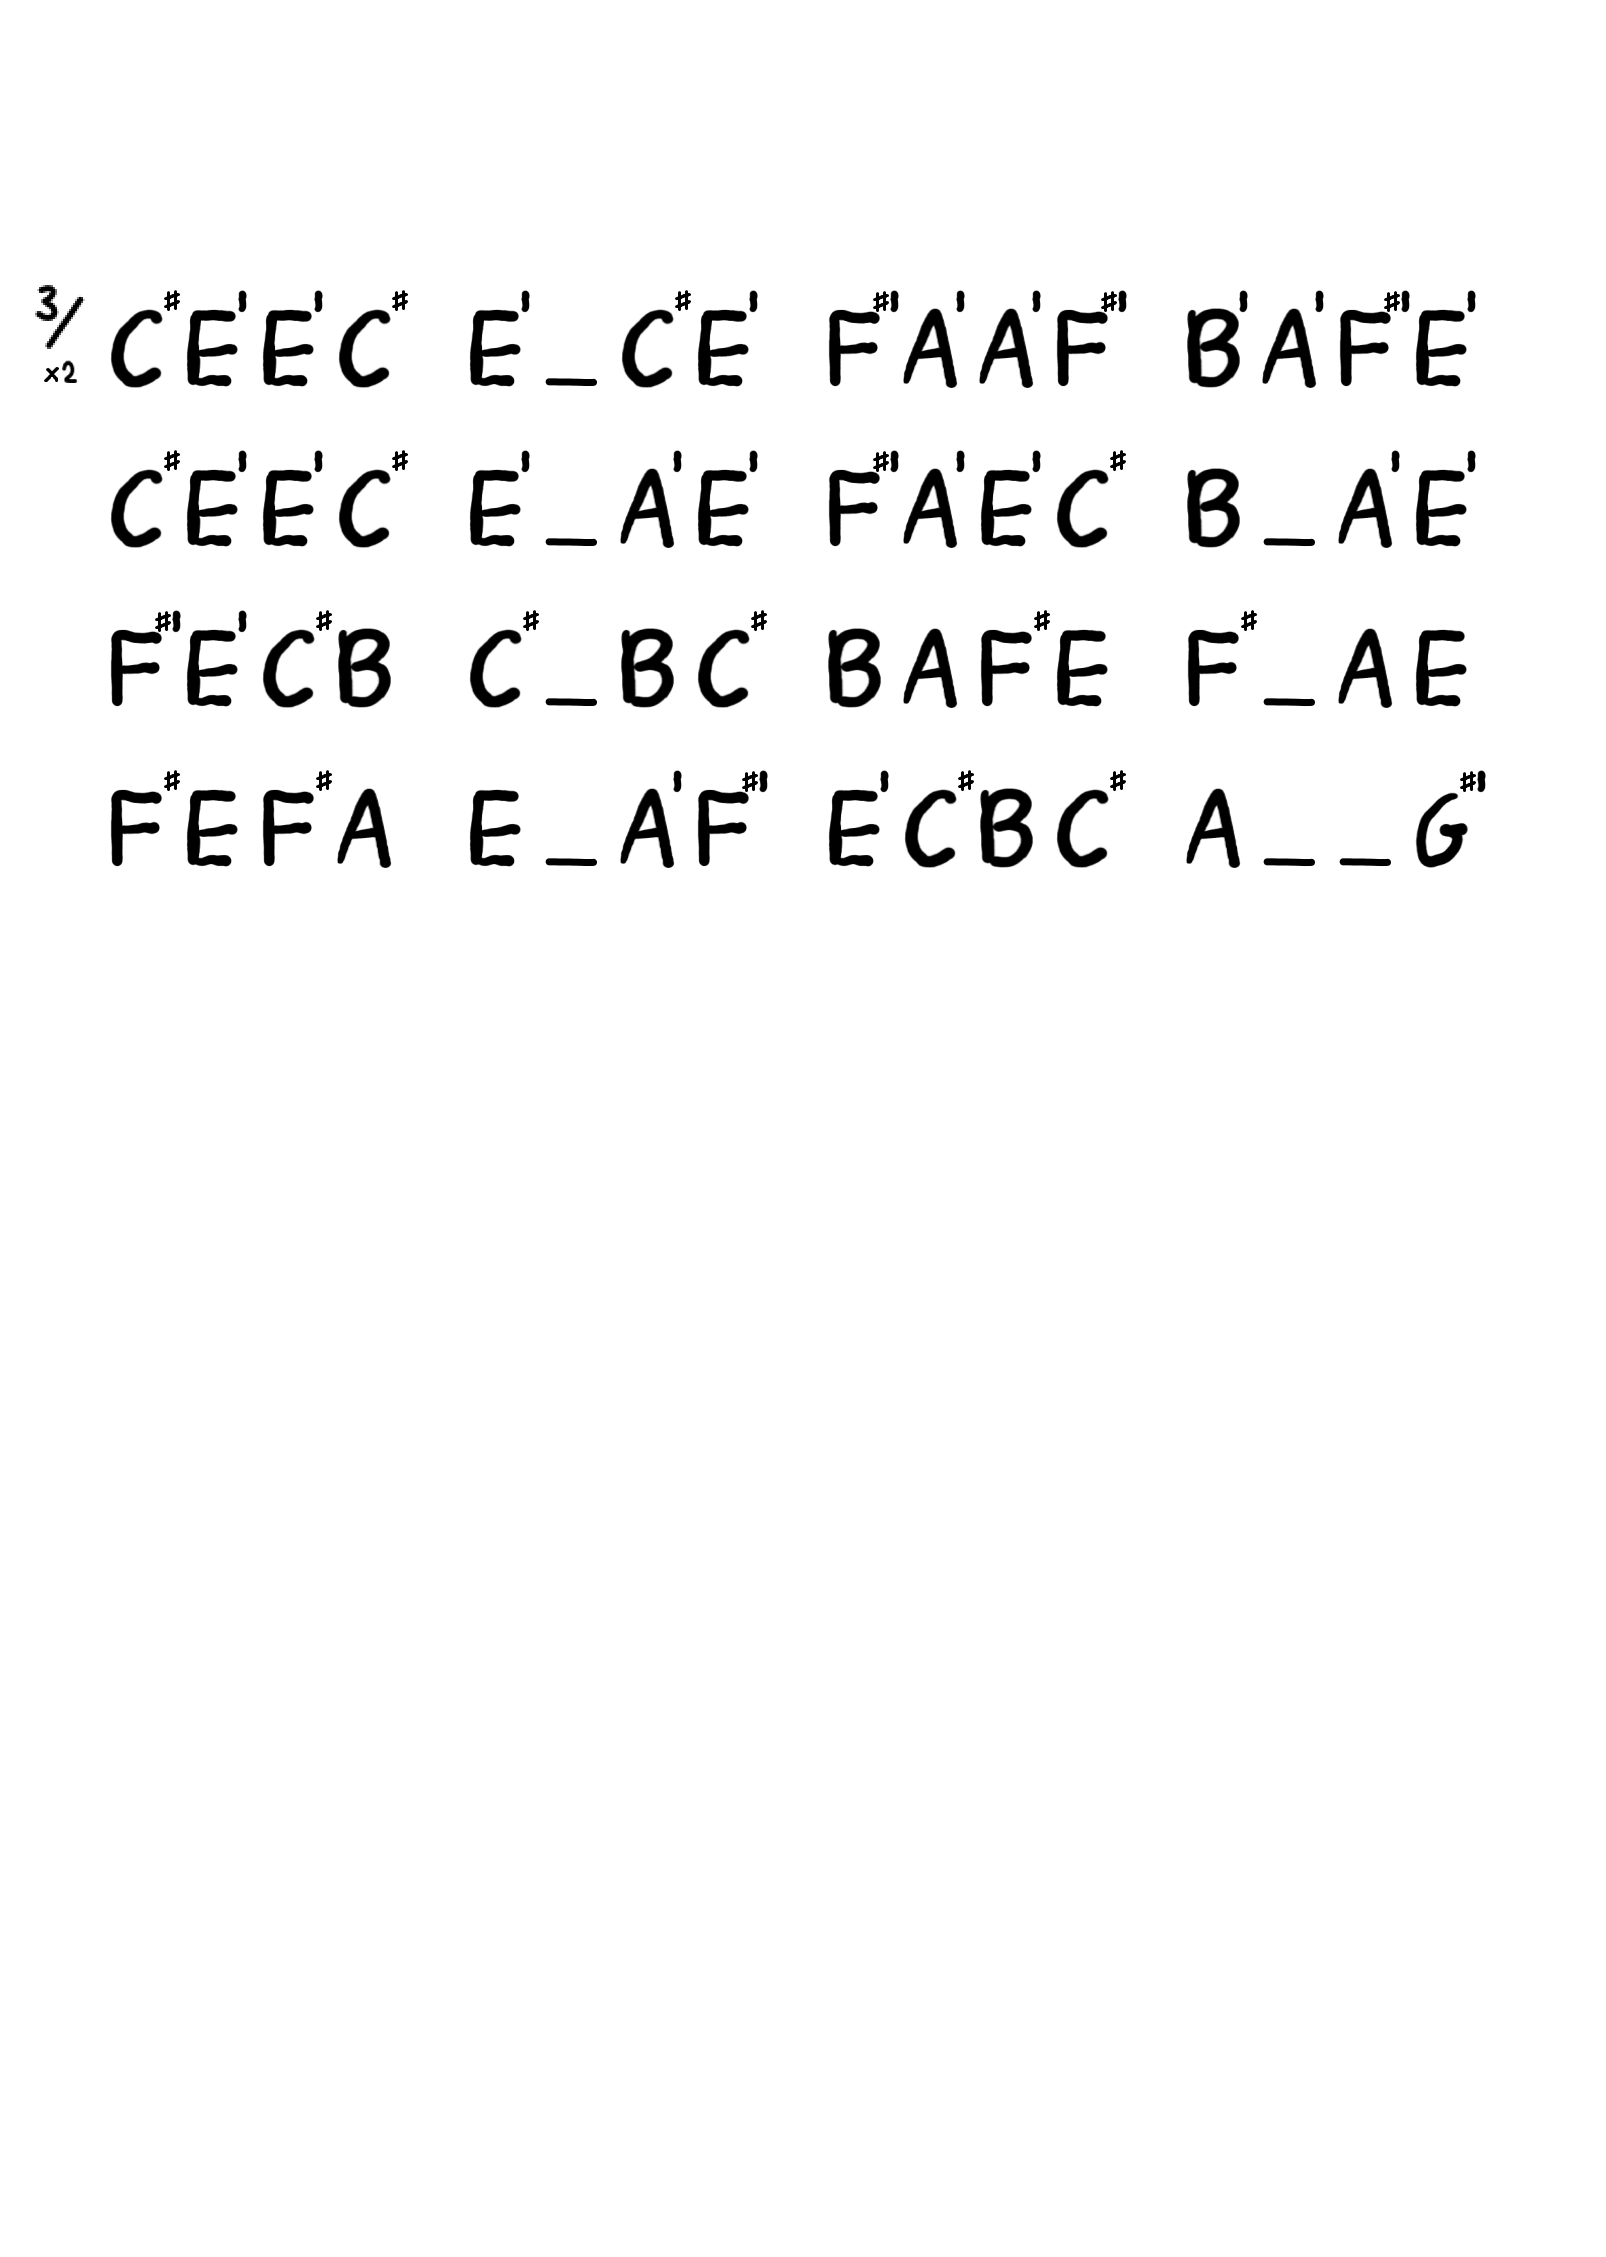 3/ C♯E'E'C♯ E'_C♯E' F♯'A'A'F♯' B'A'F♯'E'
×2
C♯E'E'C♯ E'_A'E' F♯'A'E'C♯ B_A'E'
F♯'E'C♯B C♯_BC♯ BAF♯E F♯_AE
F♯EF♯A E_A'F♯' E'C♯BC♯ A__G♯'